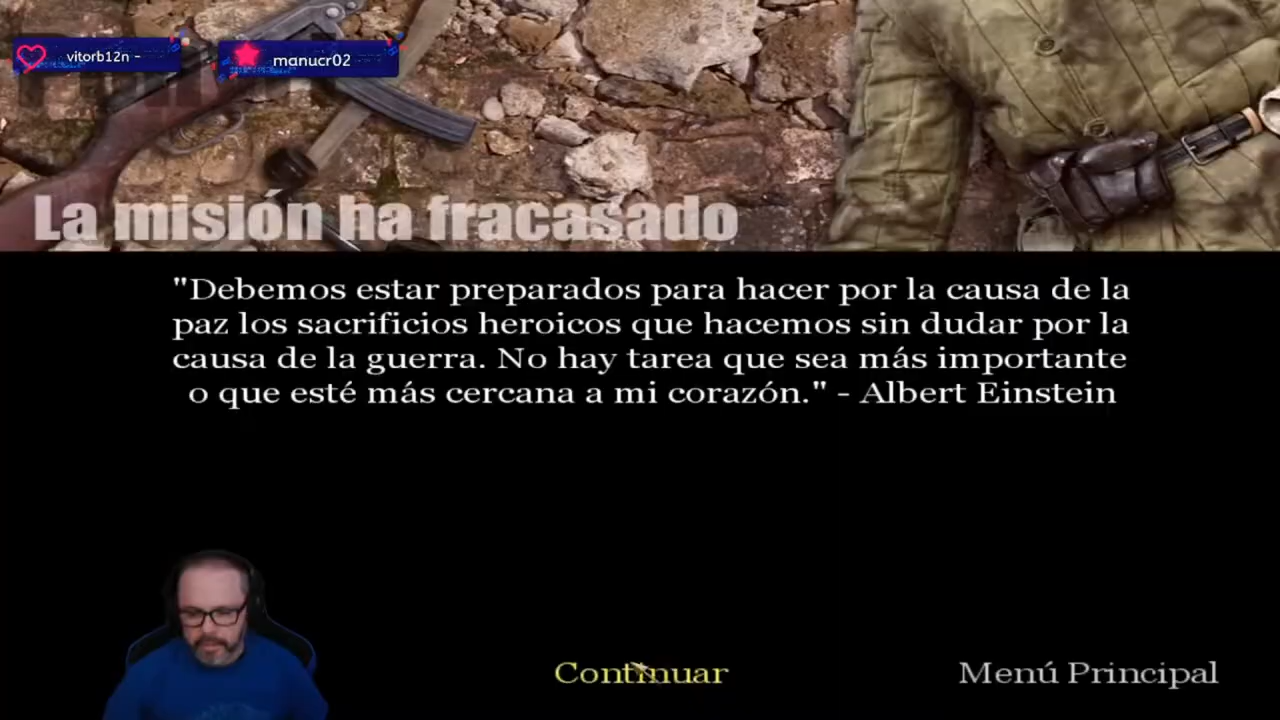 vitorb12n -
manucr02
La misión ha fracasado
"Debemos estar preparados para hacer por la causa de la
paz los sacrificios heroicos que hacemos sin dudar por la
causa de la guerra. No hay tarea que sea más importante
o que esté más cercana a mi corazón." - Albert Einstein
Continuar
Menú Principal